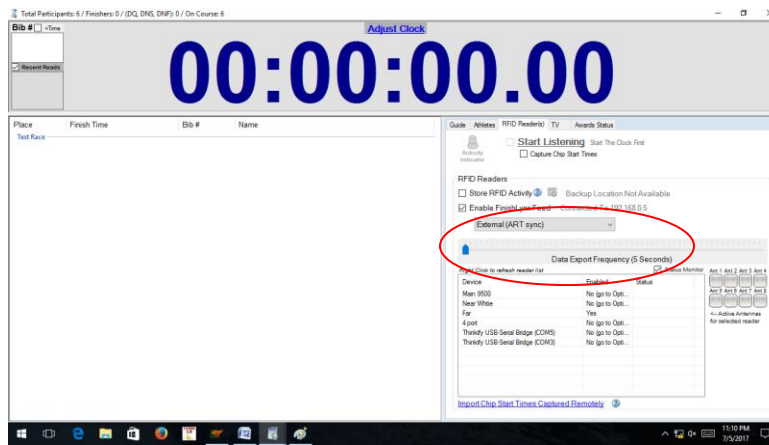 Total Participants: 6 / Finishers: 0 / (DQ, DNS, DNF): 0 / On Course: 6
Bib # +Time
Adjust Clock
Recent Reads
00:00:00.00
Place Finish Time Bib # Name
Test Race
Guide Athletes RFID Reader(s) TV Awards Status
Activity Indicator
Start Listening Start The Clock First
Capture Chip Start Times
RFID Readers
Store RFID Activity Backup Location Not Available
Enable FinishLynx Feed Connected To: 192.168.0.5
External (ART sync)
Data Export Frequency (5 Seconds)
Right Click to refresh reader list Status Monitor
Device Enabled Status
Main 9500 No (go to Opti...
Near White No (go to Opti...
Far Yes
4 port No (go to Opti...
Thinkify USB-Serial Bridge (COM5) No (go to Opti...
Thinkify USB-Serial Bridge (COM3) No (go to Opti...
Ant 1 Ant 2 Ant 3 Ant 4
Ant 5 Ant 6 Ant 7 Ant 8
<-- Active Antennas
for selected reader
Import Chip Start Times Captured Remotely
11:10 PM
7/5/2017